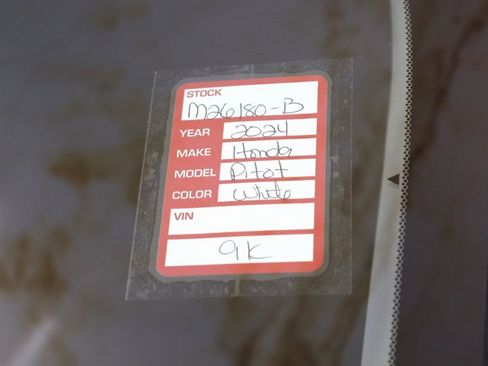 STOCK
M26180-B
YEAR 2024
MAKE Honda
MODEL Pilot
COLOR White
VIN
9K